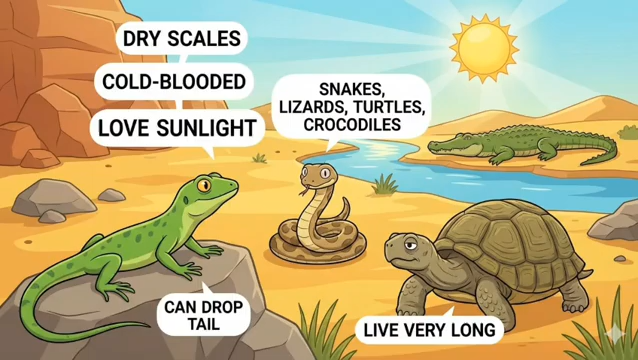 DRY SCALES
COLD-BLOODED
LOVE SUNLIGHT
SNAKES,
LIZARDS, TURTLES,
CROCODILES
CAN DROP
TAIL
LIVE VERY LONG